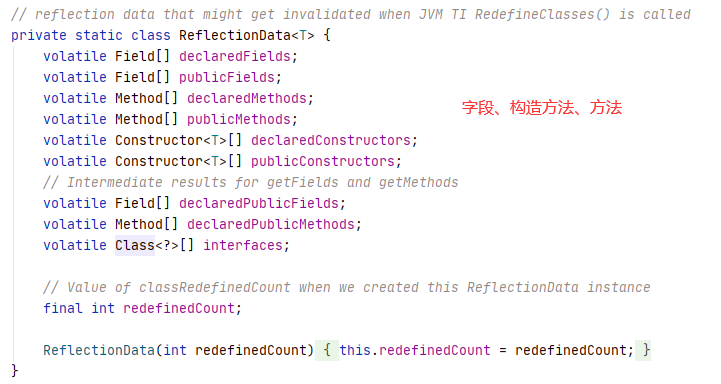 // reflection data that might get invalidated when JVM TI RedefineClasses() is called
private static class ReflectionData<T> {
volatile Field[] declaredFields;
volatile Field[] publicFields;
volatile Method[] declaredMethods;
volatile Method[] publicMethods;
字段、构造方法、方法
volatile Constructor<T>[] declaredConstructors;
volatile Constructor<T>[] publicConstructors;
// Intermediate results for getFields and getMethods
volatile Field[] declaredPublicFields;
volatile Method[] declaredPublicMethods;
volatile Class<?>[] interfaces;
// Value of classRedefinedCount when we created this ReflectionData instance
final int redefinedCount;
ReflectionData(int redefinedCount) { this.redefinedCount = redefinedCount; }
}